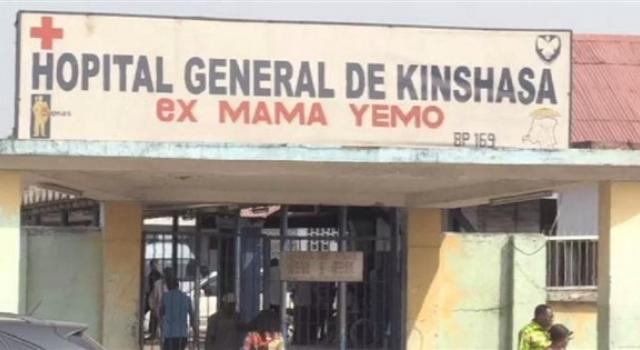 HOPITAL GENERAL DE KINSHASA
ex MAMA YEMO
BP 169